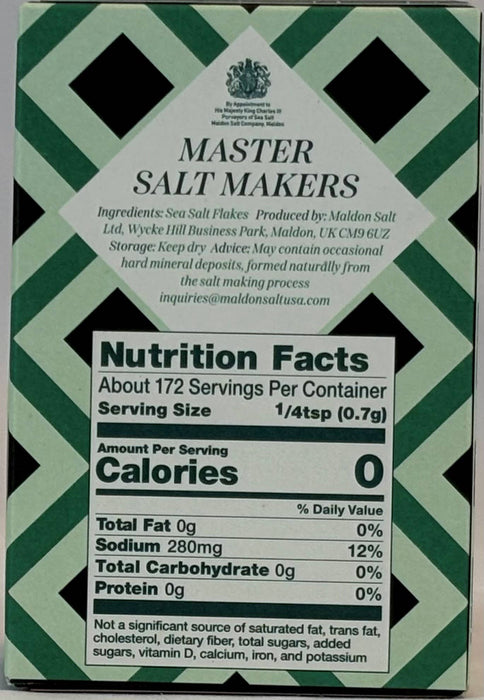 By Appointment to
His Majesty King Charles III
Purveyors of Sea Salt
Maldon Salt Company, Maldon
MASTER
SALT MAKERS
Ingredients: Sea Salt Flakes Produced by: Maldon Salt
Ltd, Wycke Hill Business Park, Maldon, UK CM9 6UZ
Storage: Keep dry Advice: May contain occasional
hard mineral deposits, formed naturally from
the salt making process
inquiries@maldonsaltusa.com
Nutrition Facts
About 172 Servings Per Container
Serving Size 1/4tsp (0.7g)
Amount Per Serving
Calories 0
% Daily Value
Total Fat 0g 0%
Sodium 280mg 12%
Total Carbohydrate 0g 0%
Protein 0g 0%
Not a significant source of saturated fat, trans fat,
cholesterol, dietary fiber, total sugars, added
sugars, vitamin D, calcium, iron, and potassium